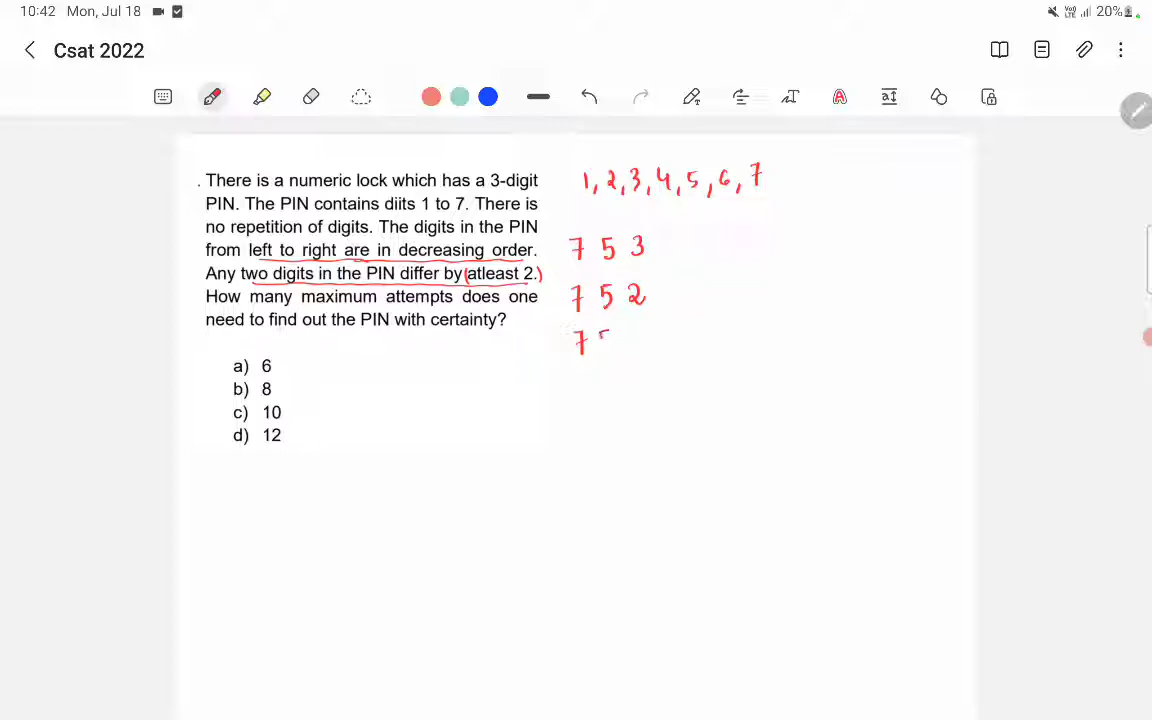 10:42 Mon, Jul 18
20%
Csat 2022
. There is a numeric lock which has a 3-digit
PIN. The PIN contains diits 1 to 7. There is
no repetition of digits. The digits in the PIN
from left to right are in decreasing order.
Any two digits in the PIN differ by (atleast 2.)
How many maximum attempts does one
need to find out the PIN with certainty?
a) 6
b) 8
c) 10
d) 12
1, 2, 3, 4, 5, 6, 7
7 5 3
7 5 2
7